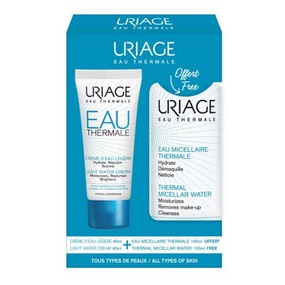 URIAGE
EAU THERMALE
Offert
Free
URIAGE
EAU THERMALE
EAU
THERMALE
CRÈME D'EAU LÉGÈRE
Hydrate, Repulpe
Illumine
LIGHT WATER CREAM
Moisturizes, Replumps
Brightens
URIAGE
EAU THERMALE
EAU MICELLAIRE
THERMALE
Hydrate
Démaquille
Nettoie
THERMAL
MICELLAR WATER
Moisturizes
Removes make-up
Cleanses
CRÈME D'EAU LÉGÈRE 40ml + EAU MICELLAIRE THERMALE 100ml OFFERT
LIGHT WATER CREAM 40ml THERMAL MICELLAR WATER 100ml FREE
TOUS TYPES DE PEAUX / ALL TYPES OF SKIN